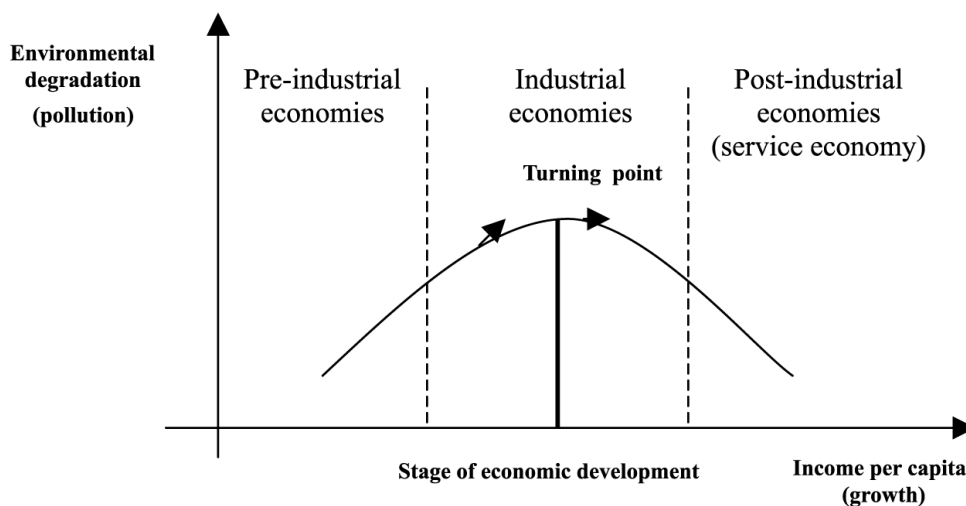 Environmental
degradation
(pollution)
Pre-industrial
economies
Industrial
economies
Post-industrial
economies
(service economy)
Turning point
Stage of economic development
Income per capita
(growth)